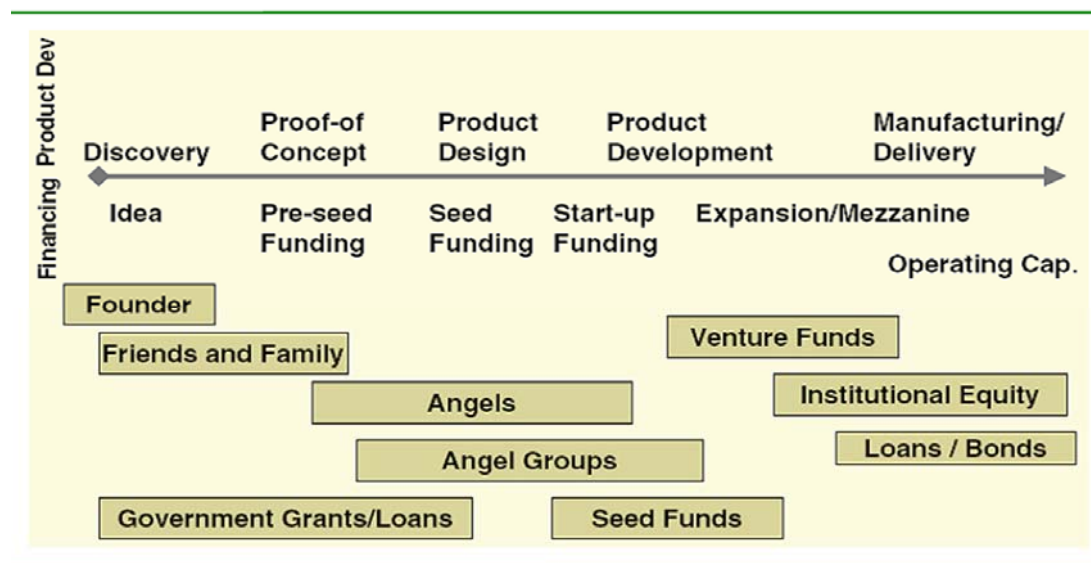 Financing Product Dev
Proof-of Product Product Manufacturing/
Discovery Concept Design Development Delivery
Idea Pre-seed Seed Start-up Expansion/Mezzanine
Funding Funding Funding
Operating Cap.
Founder
Friends and Family
Venture Funds
Angels
Institutional Equity
Angel Groups
Loans / Bonds
Government Grants/Loans
Seed Funds